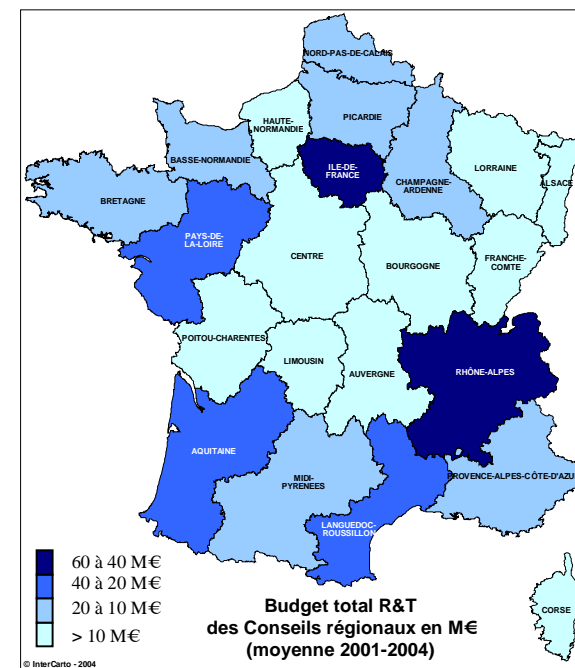 NORD-PAS-DE-CALAIS
PICARDIE
HAUTE-
NORMANDIE
BASSE-NORMANDIE
ILE-DE-
FRANCE
CHAMPAGNE-
ARDENNE
LORRAINE
ALSACE
BRETAGNE
PAYS-DE-
LA-LOIRE
CENTRE
BOURGOGNE
FRANCHE-
COMTE
POITOU-CHARENTES
LIMOUSIN
AUVERGNE
RHÔNE-ALPES
AQUITAINE
MIDI-
PYRENEES
LANGUEDOC-
ROUSSILLON
PROVENCE-ALPES-CÔTE-D'AZU
CORSE
60 à 40 M€
40 à 20 M€
20 à 10 M€
> 10 M€
Budget total R&T
des Conseils régionaux en M€
(moyenne 2001-2004)
© InterCarto - 2004